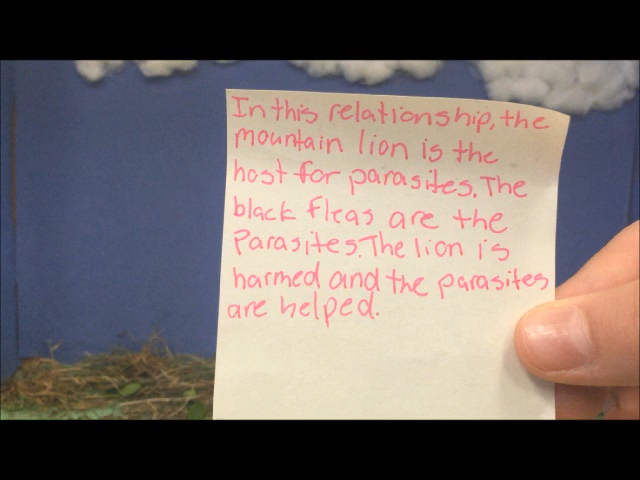 In this relationship, the
mountain lion is the
host for parasites. The
black fleas are the
Parasites. The lion is
harmed and the parasites
are helped.